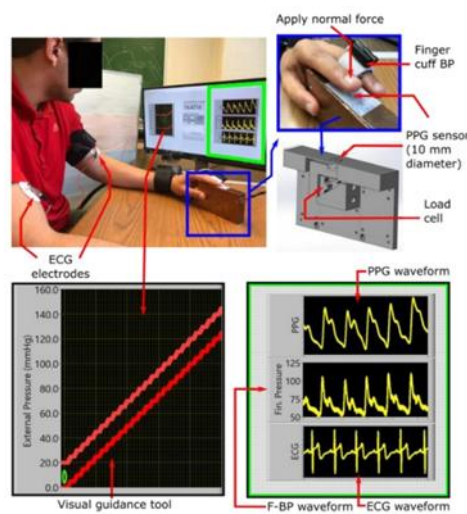 Apply normal force
Finger
cuff BP
PPG sensor
(10 mm
diameter)
Load
cell
ECG
electrodes
PPG waveform
160.0
140.0
120.0
100.0
80.0
60.0
40.0
20.0
0.0
External Pressure (mmHg)
PPG
Fin. Pressure
125
100
75
50
ECG
Visual guidance tool
F-BP waveform
ECG waveform